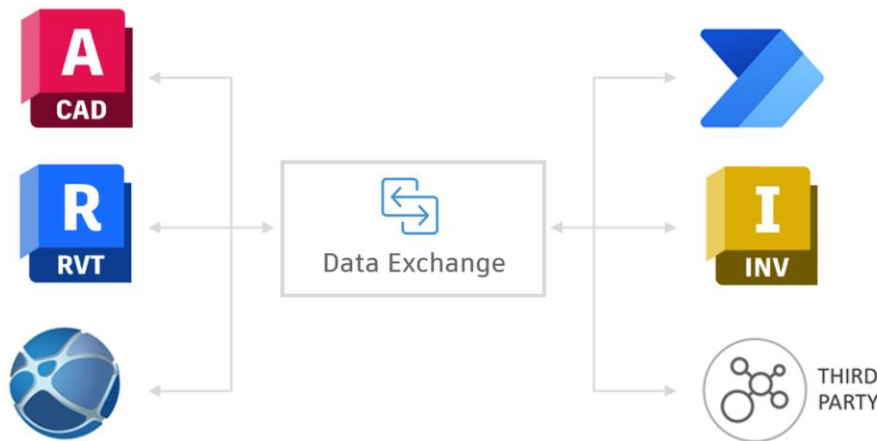 A
CAD
R
RVT
Data Exchange
I
INV
THIRD
PARTY